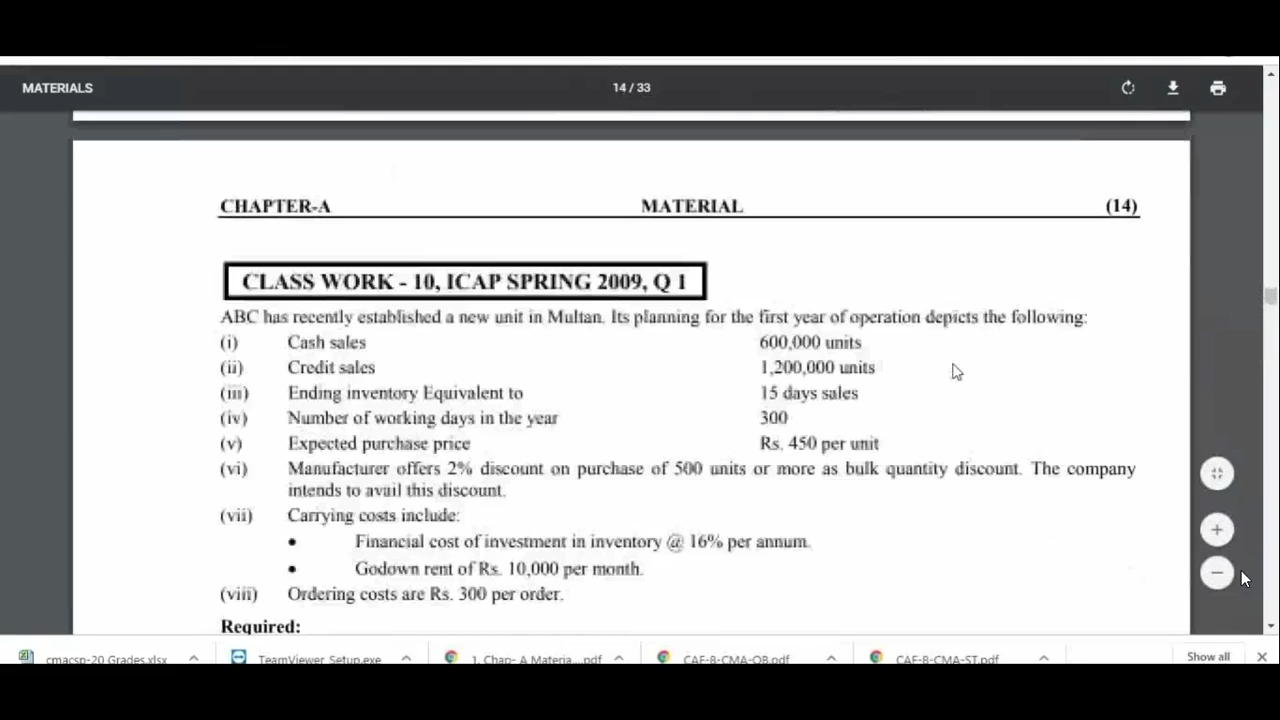 MATERIALS
14 / 33
CHAPTER-A MATERIAL (14)
CLASS WORK - 10, ICAP SPRING 2009, Q 1
ABC has recently established a new unit in Multan. Its planning for the first year of operation depicts the following:
(i) Cash sales 600,000 units
(ii) Credit sales 1,200,000 units
(iii) Ending inventory Equivalent to 15 days sales
(iv) Number of working days in the year 300
(v) Expected purchase price Rs. 450 per unit
(vi) Manufacturer offers 2% discount on purchase of 500 units or more as bulk quantity discount. The company
intends to avail this discount.
(vii) Carrying costs include:
• Financial cost of investment in inventory @ 16% per annum.
• Godown rent of Rs. 10,000 per month.
(viii) Ordering costs are Rs. 300 per order.
Required:
cmacsp-20 Grades.xlsx TeamViewer_Setup.exe 1. Chap- A Materia....pdf CAF-8-CMA-QB.pdf CAF-8-CMA-ST.pdf Show all